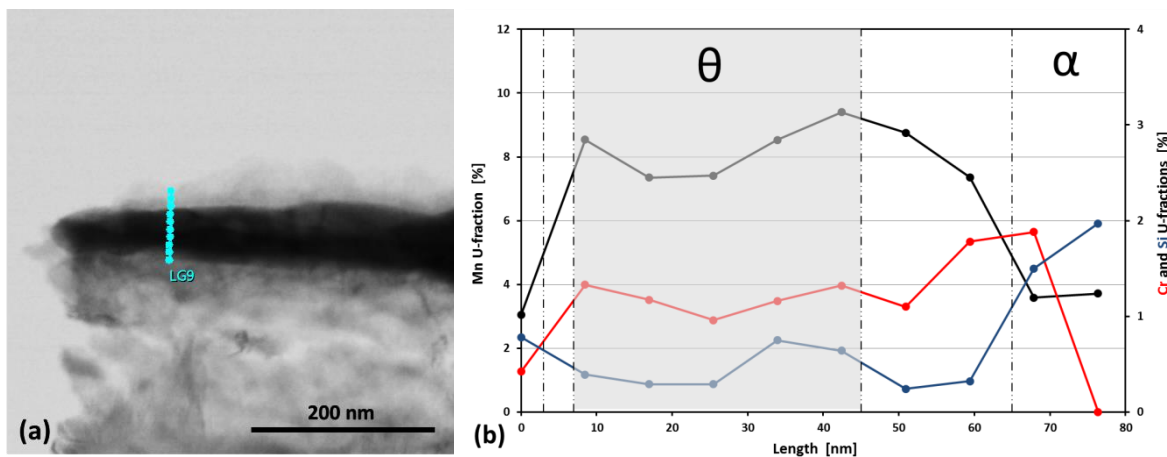 LG9
200 nm
(a)
12
10
8
6
4
2
0
Mn U-fraction [%]
θ
α
4
3
2
1
0
Cr and Si U-fractions [%]
0 10 20 30 40 50 60 70 80
Length [nm]
(b)